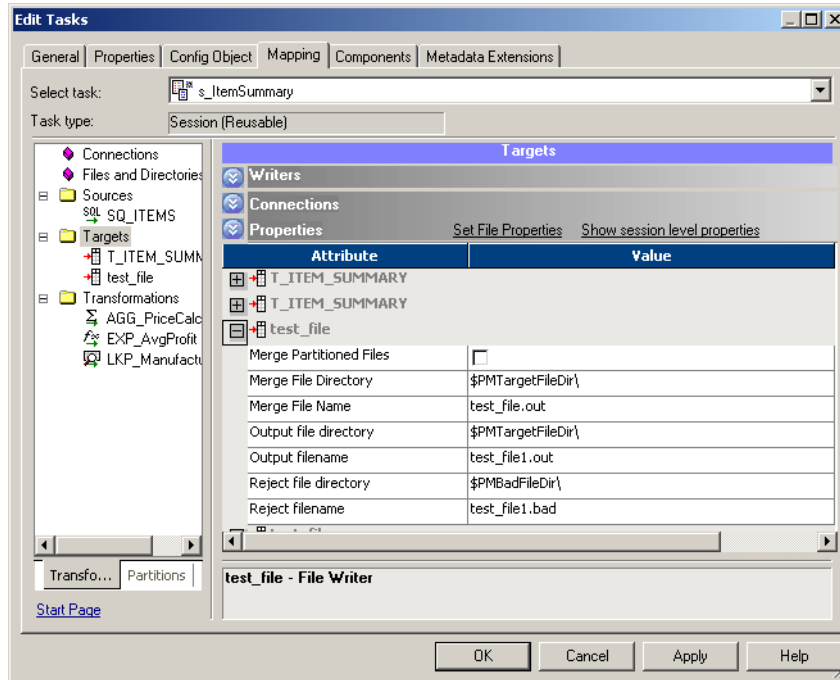 Edit Tasks
General Properties Config Object Mapping Components Metadata Extensions
Select task: s_ItemSummary
Task type: Session (Reusable)
Connections
Files and Directories
Sources
SQL SQ_ITEMS
Targets
T_ITEM_SUMM
test_file
Transformations
AGG_PriceCalc
EXP_AvgProfit
LKP_Manufactu
Transfo... Partitions
Start Page
Targets
Writers
Connections
Properties Set File Properties Show session level properties
Attribute Value
T_ITEM_SUMMARY
T_ITEM_SUMMARY
test_file
Merge Partitioned Files
Merge File Directory $PMTargetFileDir\
Merge File Name test_file.out
Output file directory $PMTargetFileDir\
Output filename test_file1.out
Reject file directory $PMBadFileDir\
Reject filename test_file1.bad
test_file - File Writer
OK Cancel Apply Help